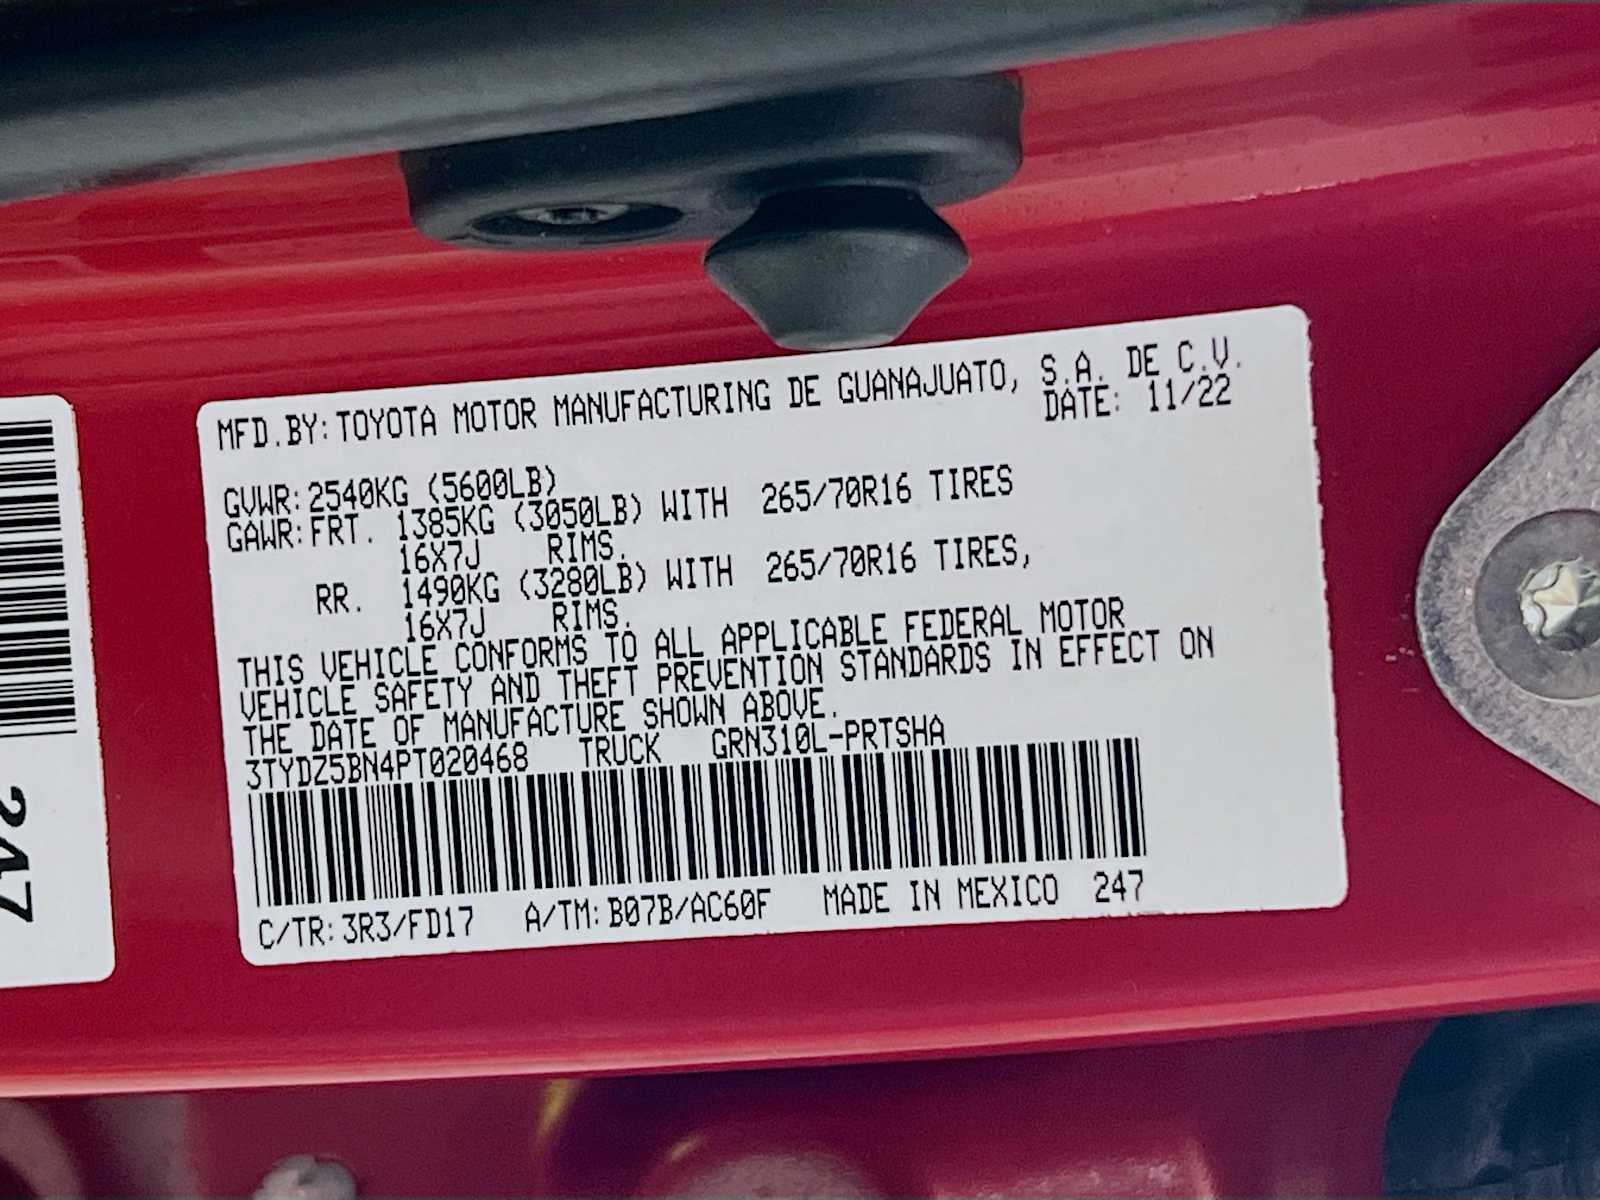 MFD.BY:TOYOTA MOTOR MANUFACTURING DE GUANAJUATO, S.A. DE C.V.
DATE: 11/22
GVWR:2540KG (5600LB)
GAWR:FRT. 1385KG (3050LB) WITH 265/70R16 TIRES
16X7J RIMS.
RR. 1490KG (3280LB) WITH 265/70R16 TIRES,
16X7J RIMS.
THIS VEHICLE CONFORMS TO ALL APPLICABLE FEDERAL MOTOR
VEHICLE SAFETY AND THEFT PREVENTION STANDARDS IN EFFECT ON
THE DATE OF MANUFACTURE SHOWN ABOVE.
3TYDZ5BN4PT020468 TRUCK GRN310L-PRTSHA
C/TR:3R3/FD17 A/TM:B07B/AC60F MADE IN MEXICO 247
247